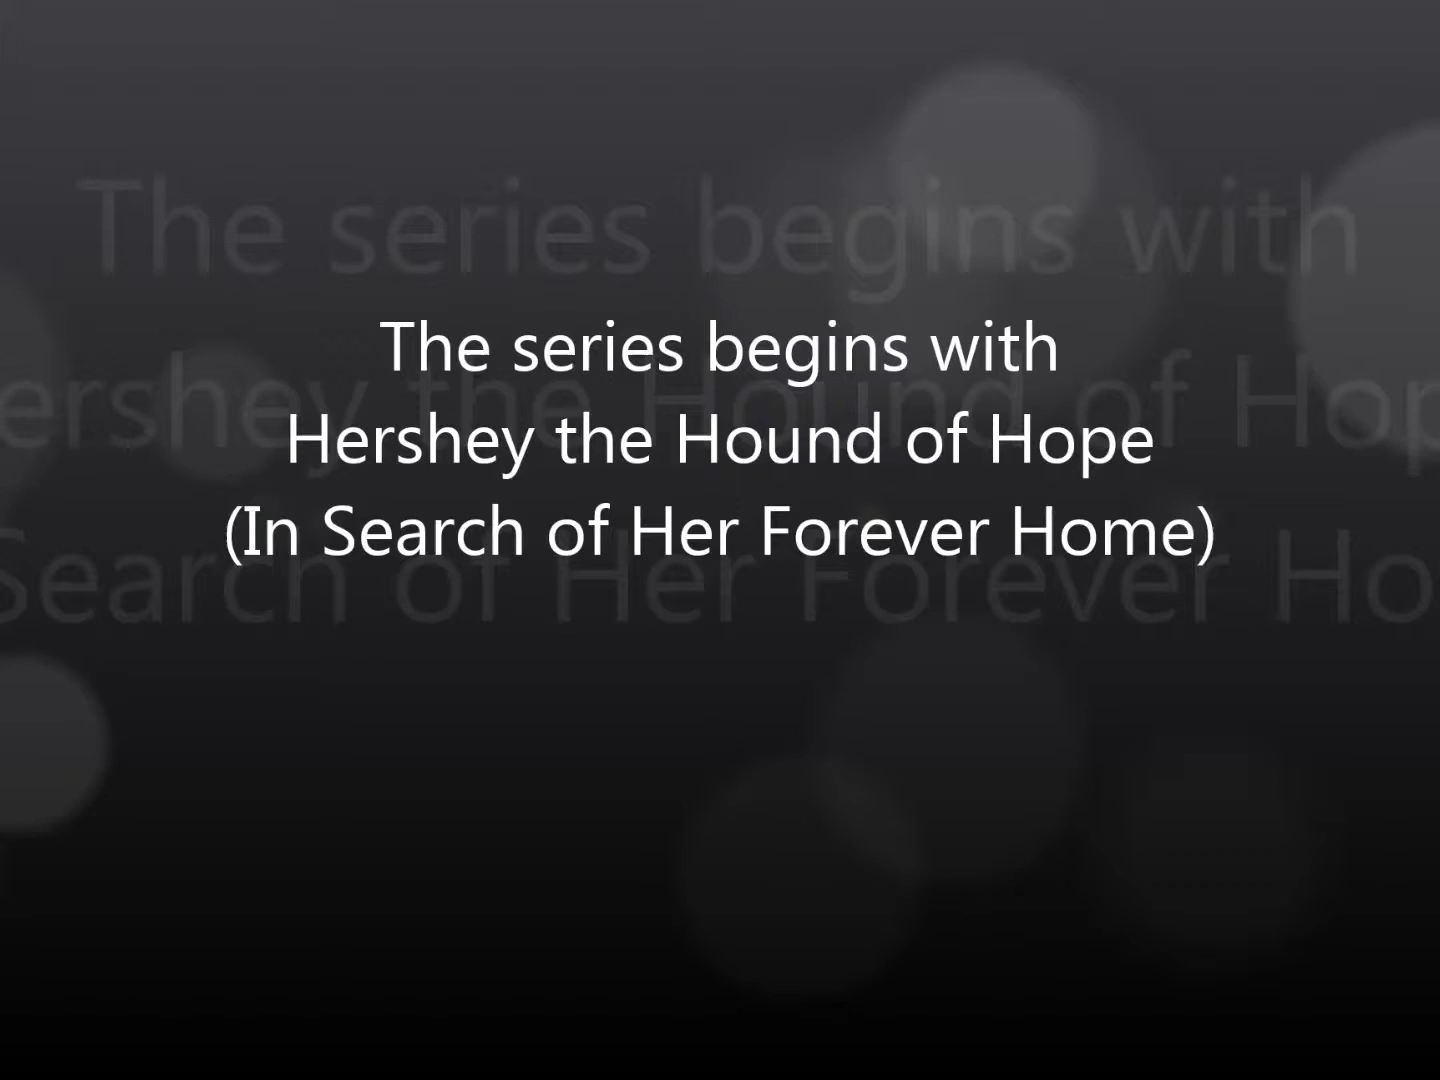 The series begins with
Hershey the Hound of Hope
(In Search of Her Forever Home)